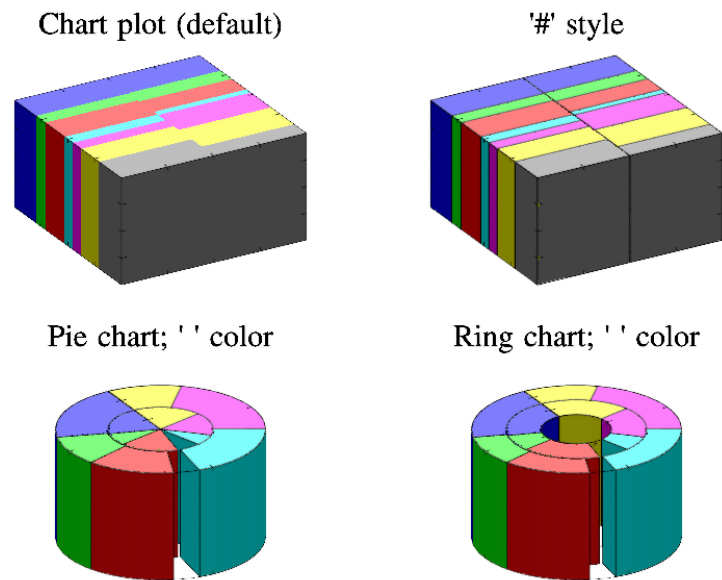 Chart plot (default)
'#' style
Pie chart; ' ' color
Ring chart; ' ' color